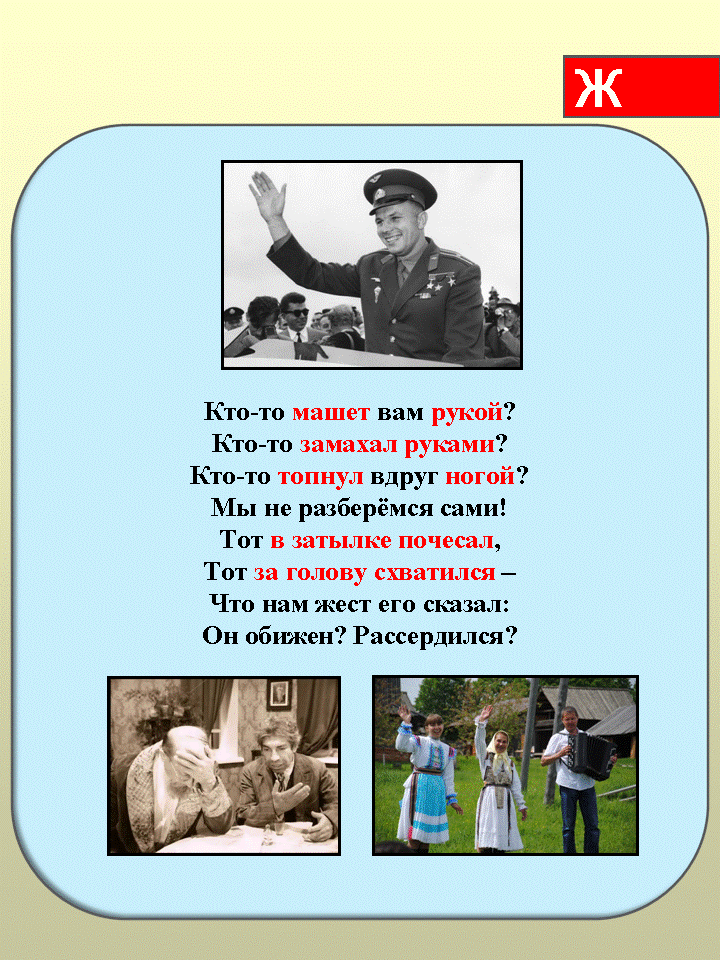 Ж
Кто-то машет вам рукой?
Кто-то замахал руками?
Кто-то топнул вдруг ногой?
Мы не разберёмся сами!
Тот в затылке почесал,
Тот за голову схватился –
Что нам жест его сказал:
Он обижен? Рассердился?